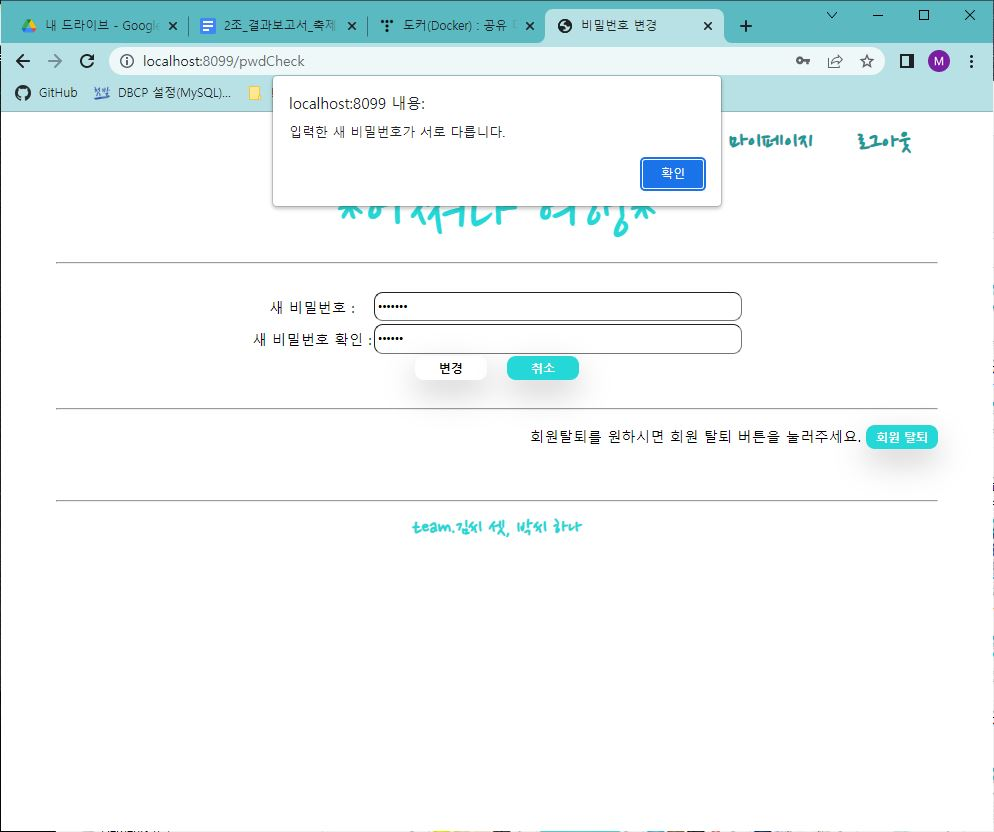 내 드라이브 - Google
2조_결과보고서_축제
도커(Docker) : 공유
비밀번호 변경
localhost:8099/pwdCheck
M
GitHub
DBCP 설정(MySQL)...
localhost:8099 내용:
입력한 새 비밀번호가 서로 다릅니다.
확인
마이페이지
로그아웃
새 비밀번호 :
•••••••
새 비밀번호 확인 :
••••••
변경
취소
회원탈퇴를 원하시면 회원 탈퇴 버튼을 눌러주세요.
회원 탈퇴
team.김씨 셋, 박씨 하나